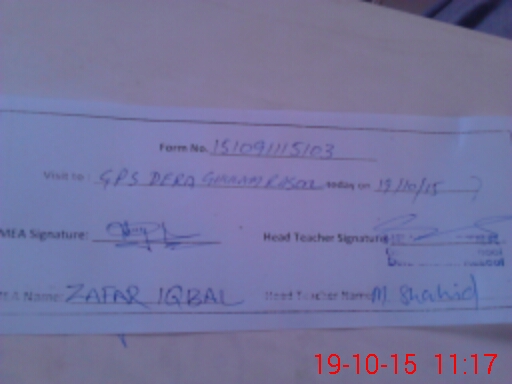 Form No. 151091115103
Visit to: GPS DERA GHULAM RASOOL today on 19/10/15
MEA Signature: Head Teacher Signature
MEA Name: ZAFAR IQBAL Head Teacher Name M. Shahid
19-10-15 11:17